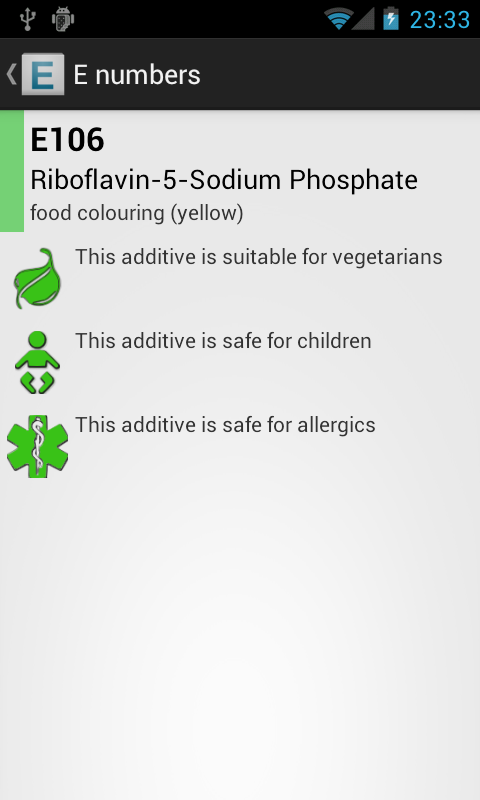 23:33
E
E numbers
E106
Riboflavin-5-Sodium Phosphate
food colouring (yellow)
This additive is suitable for vegetarians
This additive is safe for children
This additive is safe for allergics